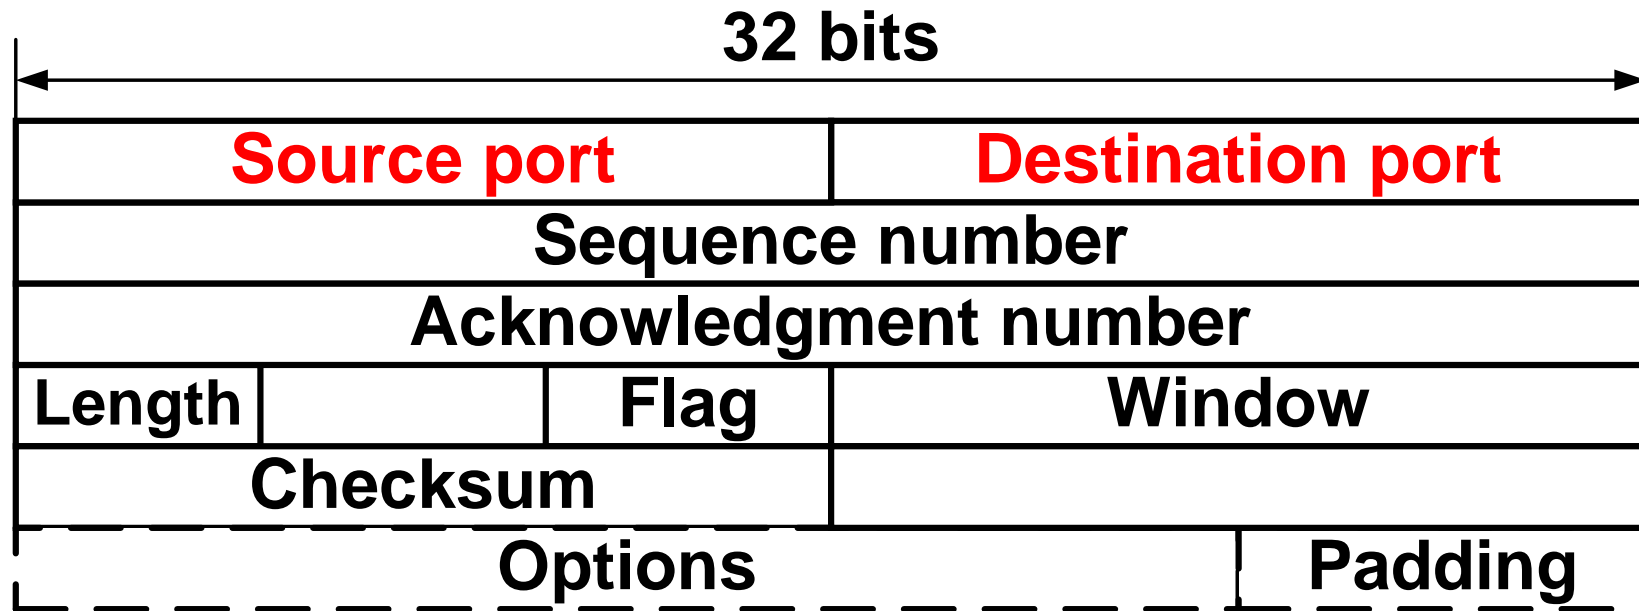 32 bits
Source port Destination port
Sequence number
Acknowledgment number
Length Flag Window
Checksum
Options Padding